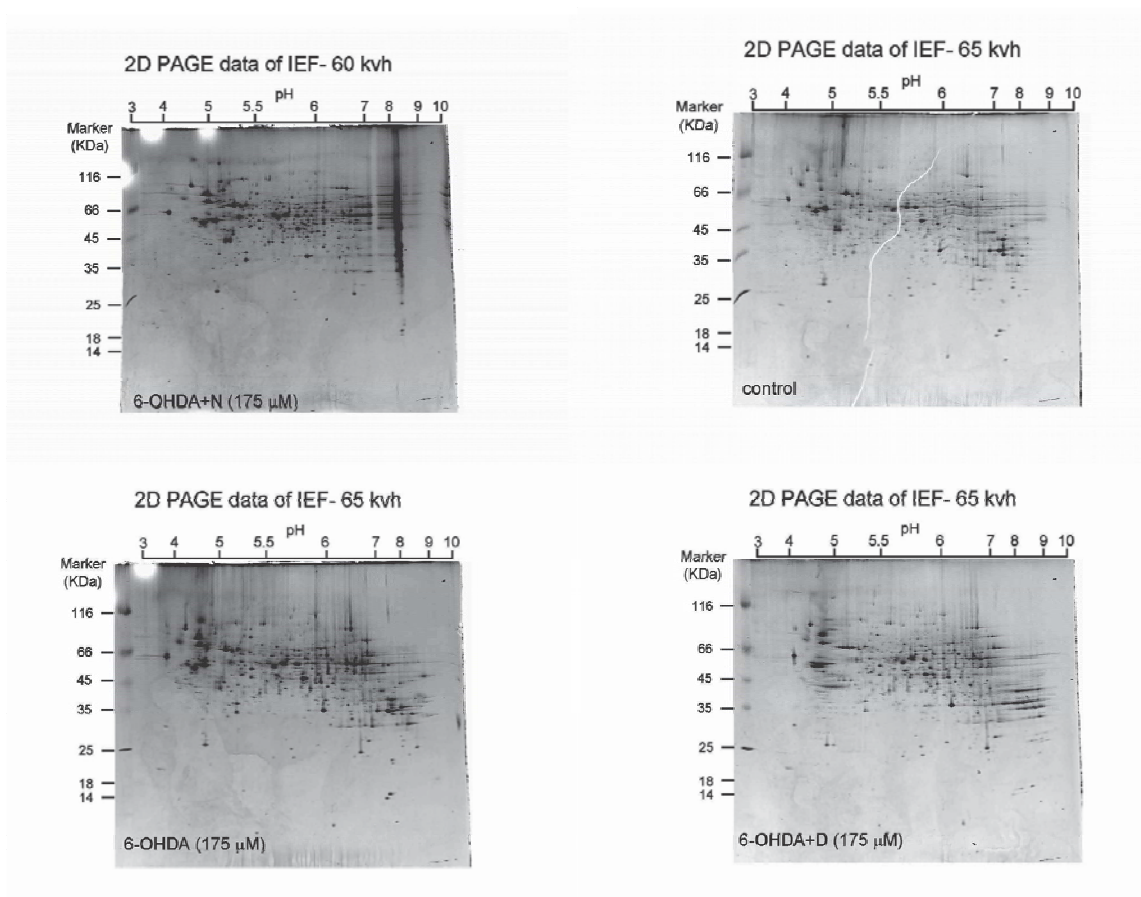 2D PAGE data of IEF- 60 kvh
pH
3 4 5 5.5 6 7 8 9 10
Marker
(KDa)
116
66
45
35
25
18
14
6-OHDA+N (175 μM)
2D PAGE data of IEF- 65 kvh
pH
3 4 5 5.5 6 7 8 9 10
Marker
(KDa)
116
66
45
35
25
18
14
control
2D PAGE data of IEF- 65 kvh
pH
3 4 5 5.5 6 7 8 9 10
Marker
(KDa)
116
66
45
35
25
18
14
6-OHDA (175 μM)
2D PAGE data of IEF- 65 kvh
pH
3 4 5 5.5 6 7 8 9 10
Marker
(KDa)
116
66
45
35
25
18
14
6-OHDA+D (175 μM)